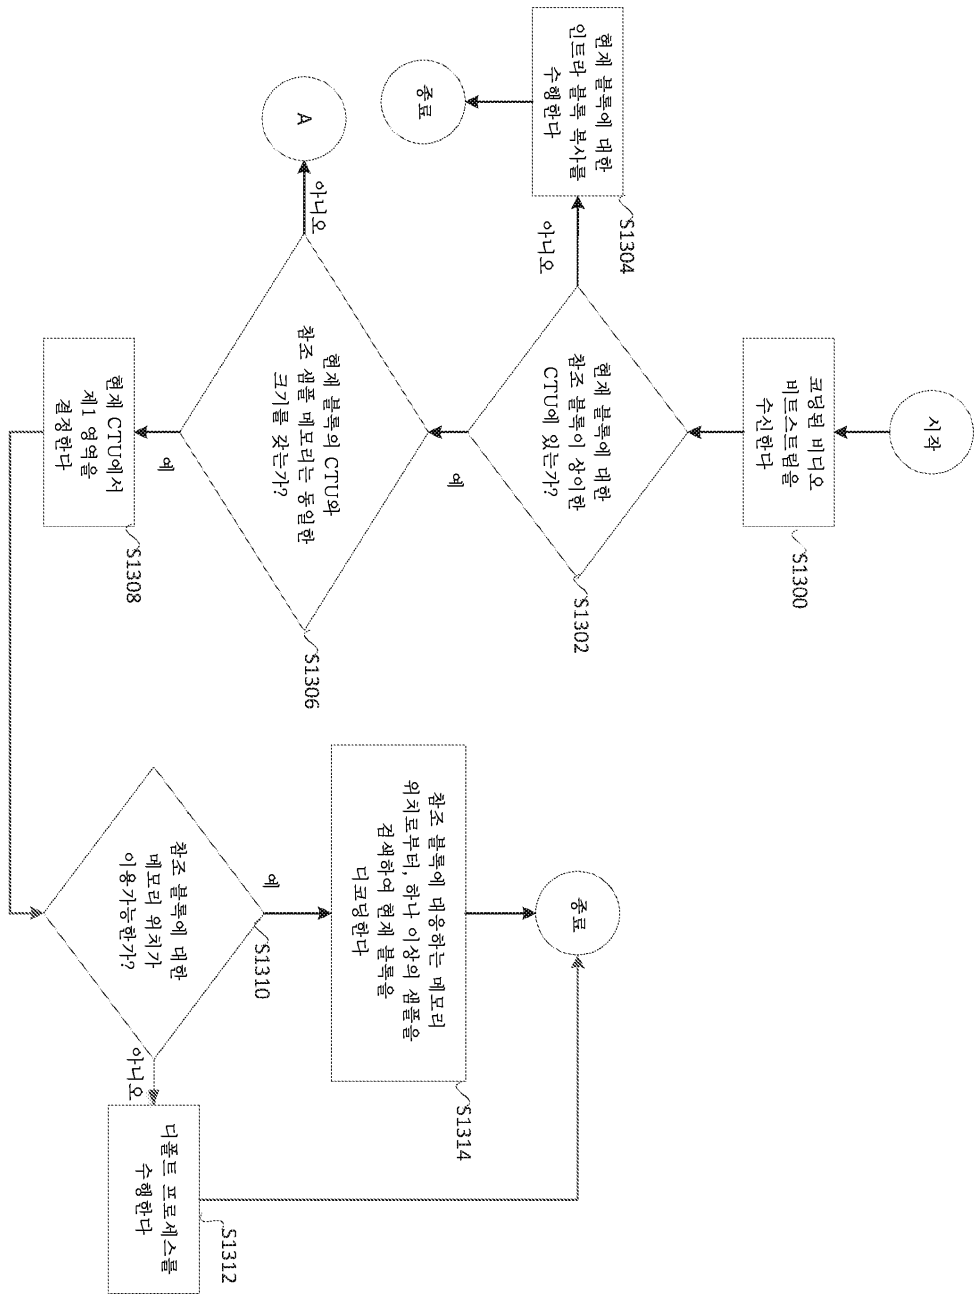 시작
코딩된 비디오
비트스트림을
수신한다
S1300
현재 블록에 대한
참조 블록이 상이한
CTU에 있는가?
S1302
아니오
현재 블록에 대한
인트라 블록 복사를
수행한다
S1304
종료
예
현재 블록의 CTU와
참조 샘플 메모리는 동일한
크기를 갖는가?
S1306
아니오
A
예
현재 CTU에서
제1 영역을
결정한다
S1308
참조 블록에 대한
메모리 위치가
이용가능한가?
S1310
예
참조 블록에 대응하는 메모리
위치로부터, 하나 이상의 샘플을
검색하여 현재 블록을
디코딩한다
S1314
종료
아니오
디폴트 프로세스를
수행한다
S1312